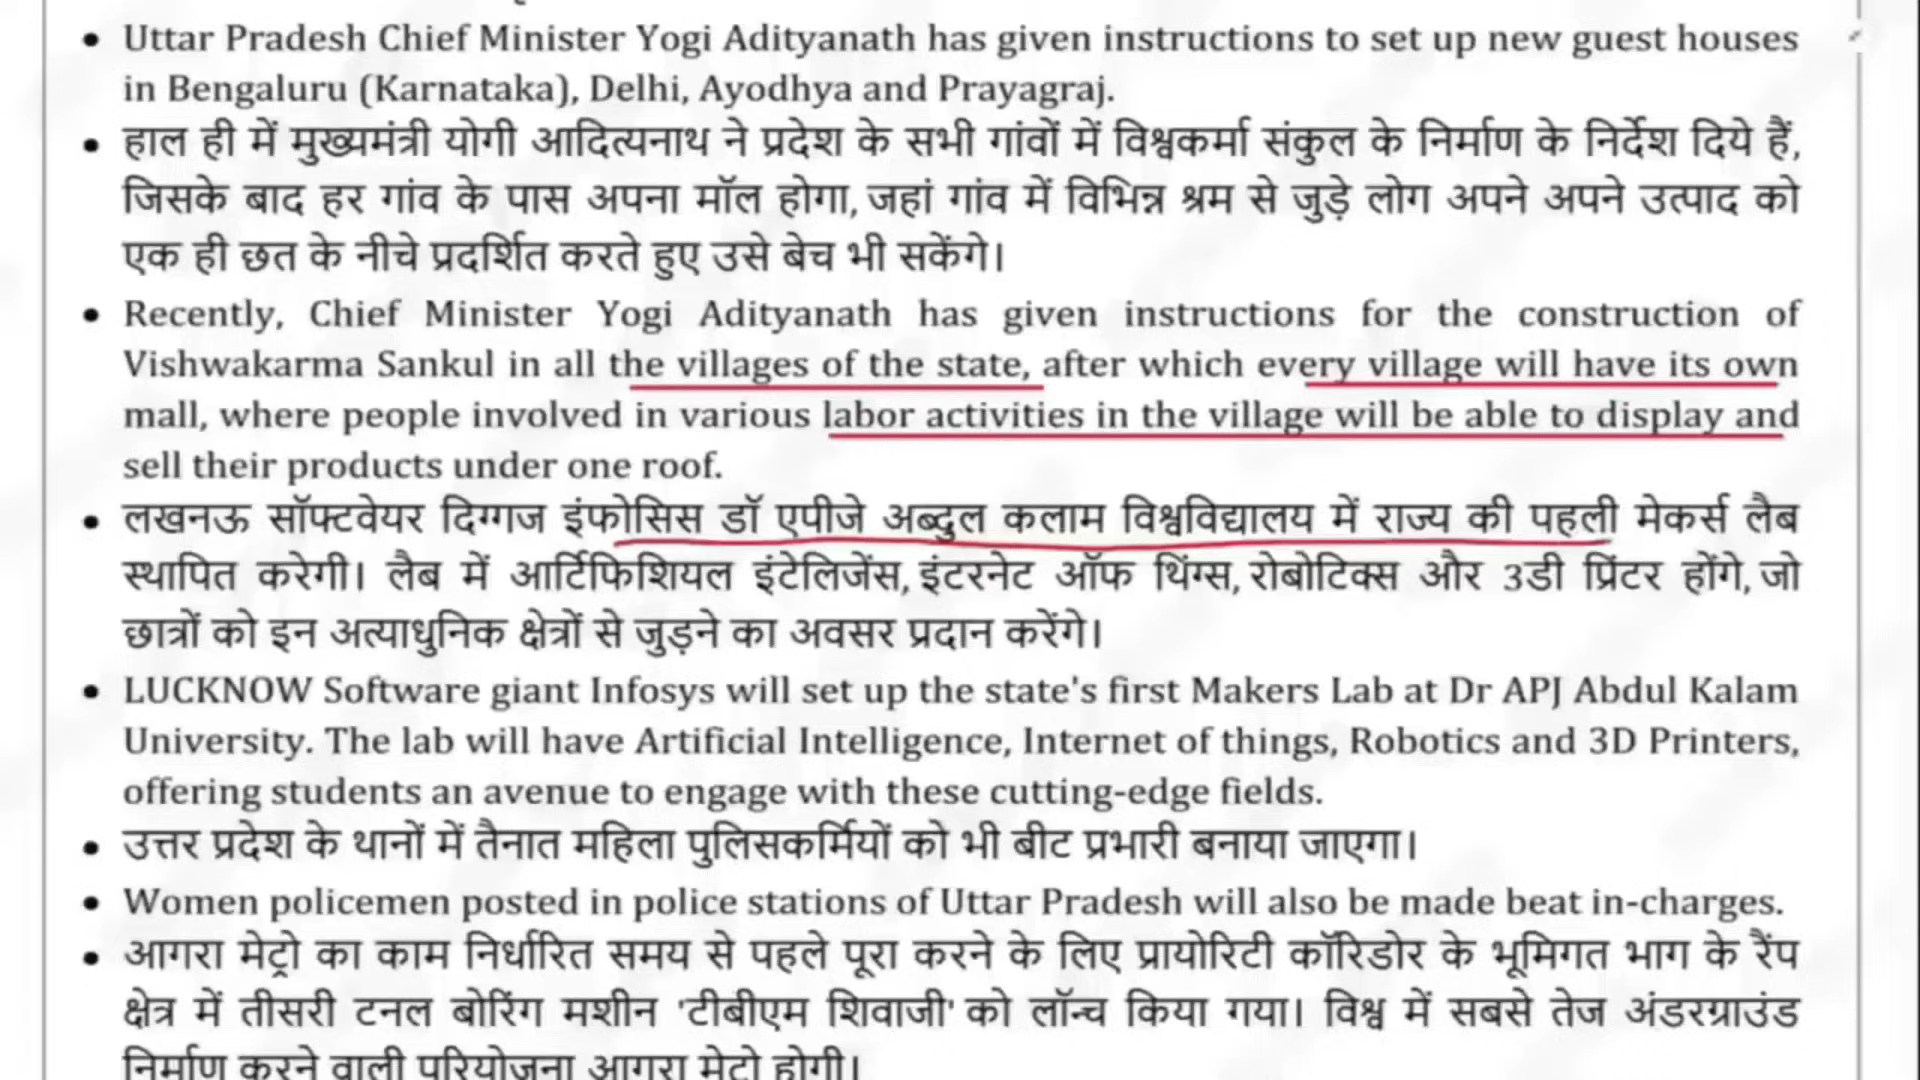 • Uttar Pradesh Chief Minister Yogi Adityanath has given instructions to set up new guest houses
in Bengaluru (Karnataka), Delhi, Ayodhya and Prayagraj.
• हाल ही में मुख्यमंत्री योगी आदित्यनाथ ने प्रदेश के सभी गांवों में विश्वकर्मा संकुल के निर्माण के निर्देश दिये हैं,
जिसके बाद हर गांव के पास अपना मॉल होगा, जहां गांव में विभिन्न श्रम से जुड़े लोग अपने अपने उत्पाद को
एक ही छत के नीचे प्रदर्शित करते हुए उसे बेच भी सकेंगे।
• Recently, Chief Minister Yogi Adityanath has given instructions for the construction of
Vishwakarma Sankul in all the villages of the state, after which every village will have its own
mall, where people involved in various labor activities in the village will be able to display and
sell their products under one roof.
• लखनऊ सॉफ्टवेयर दिग्गज इंफोसिस डॉ एपीजे अब्दुल कलाम विश्वविद्यालय में राज्य की पहली मेकर्स लैब
स्थापित करेगी। लैब में आर्टिफिशियल इंटेलिजेंस, इंटरनेट ऑफ थिंग्स, रोबोटिक्स और 3डी प्रिंटर होंगे, जो
छात्रों को इन अत्याधुनिक क्षेत्रों से जुड़ने का अवसर प्रदान करेंगे।
• LUCKNOW Software giant Infosys will set up the state's first Makers Lab at Dr APJ Abdul Kalam
University. The lab will have Artificial Intelligence, Internet of things, Robotics and 3D Printers,
offering students an avenue to engage with these cutting-edge fields.
• उत्तर प्रदेश के थानों में तैनात महिला पुलिसकर्मियों को भी बीट प्रभारी बनाया जाएगा।
• Women policemen posted in police stations of Uttar Pradesh will also be made beat in-charges.
• आगरा मेट्रो का काम निर्धारित समय से पहले पूरा करने के लिए प्रायोरिटी कॉरिडोर के भूमिगत भाग के रैंप
क्षेत्र में तीसरी टनल बोरिंग मशीन 'टीबीएम शिवाजी' को लॉन्च किया गया। विश्व में सबसे तेज अंडरग्राउंड
निर्माण करने वाली परियोजना आगरा मेट्रो होगी।